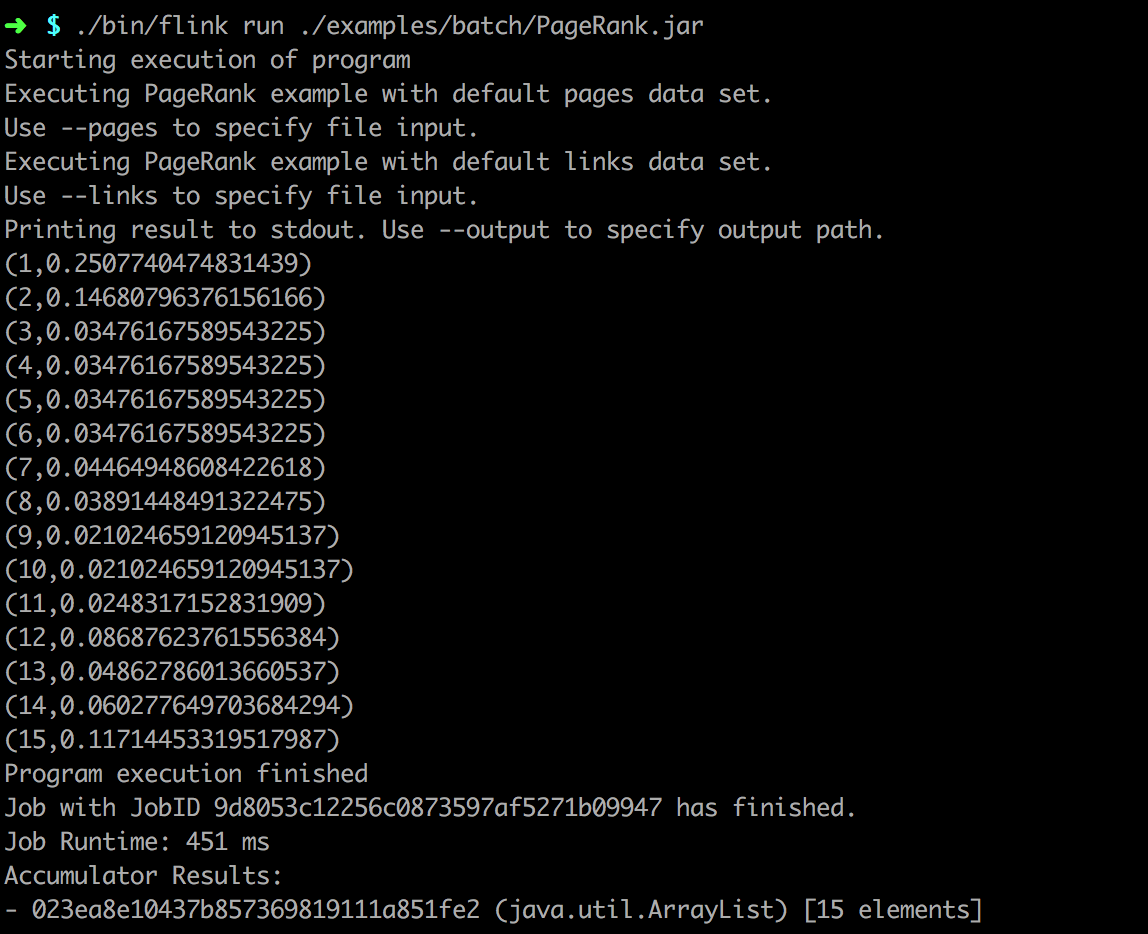 ➜ $ ./bin/flink run ./examples/batch/PageRank.jar
Starting execution of program
Executing PageRank example with default pages data set.
Use --pages to specify file input.
Executing PageRank example with default links data set.
Use --links to specify file input.
Printing result to stdout. Use --output to specify output path.
(1,0.2507740474831439)
(2,0.14680796376156166)
(3,0.03476167589543225)
(4,0.03476167589543225)
(5,0.03476167589543225)
(6,0.03476167589543225)
(7,0.04464948608422618)
(8,0.03891448491322475)
(9,0.021024659120945137)
(10,0.021024659120945137)
(11,0.0248317152831909)
(12,0.08687623761556384)
(13,0.04862786013660537)
(14,0.060277649703684294)
(15,0.11714453319517987)
Program execution finished
Job with JobID 9d8053c12256c0873597af5271b09947 has finished.
Job Runtime: 451 ms
Accumulator Results:
- 023ea8e10437b857369819111a851fe2 (java.util.ArrayList) [15 elements]